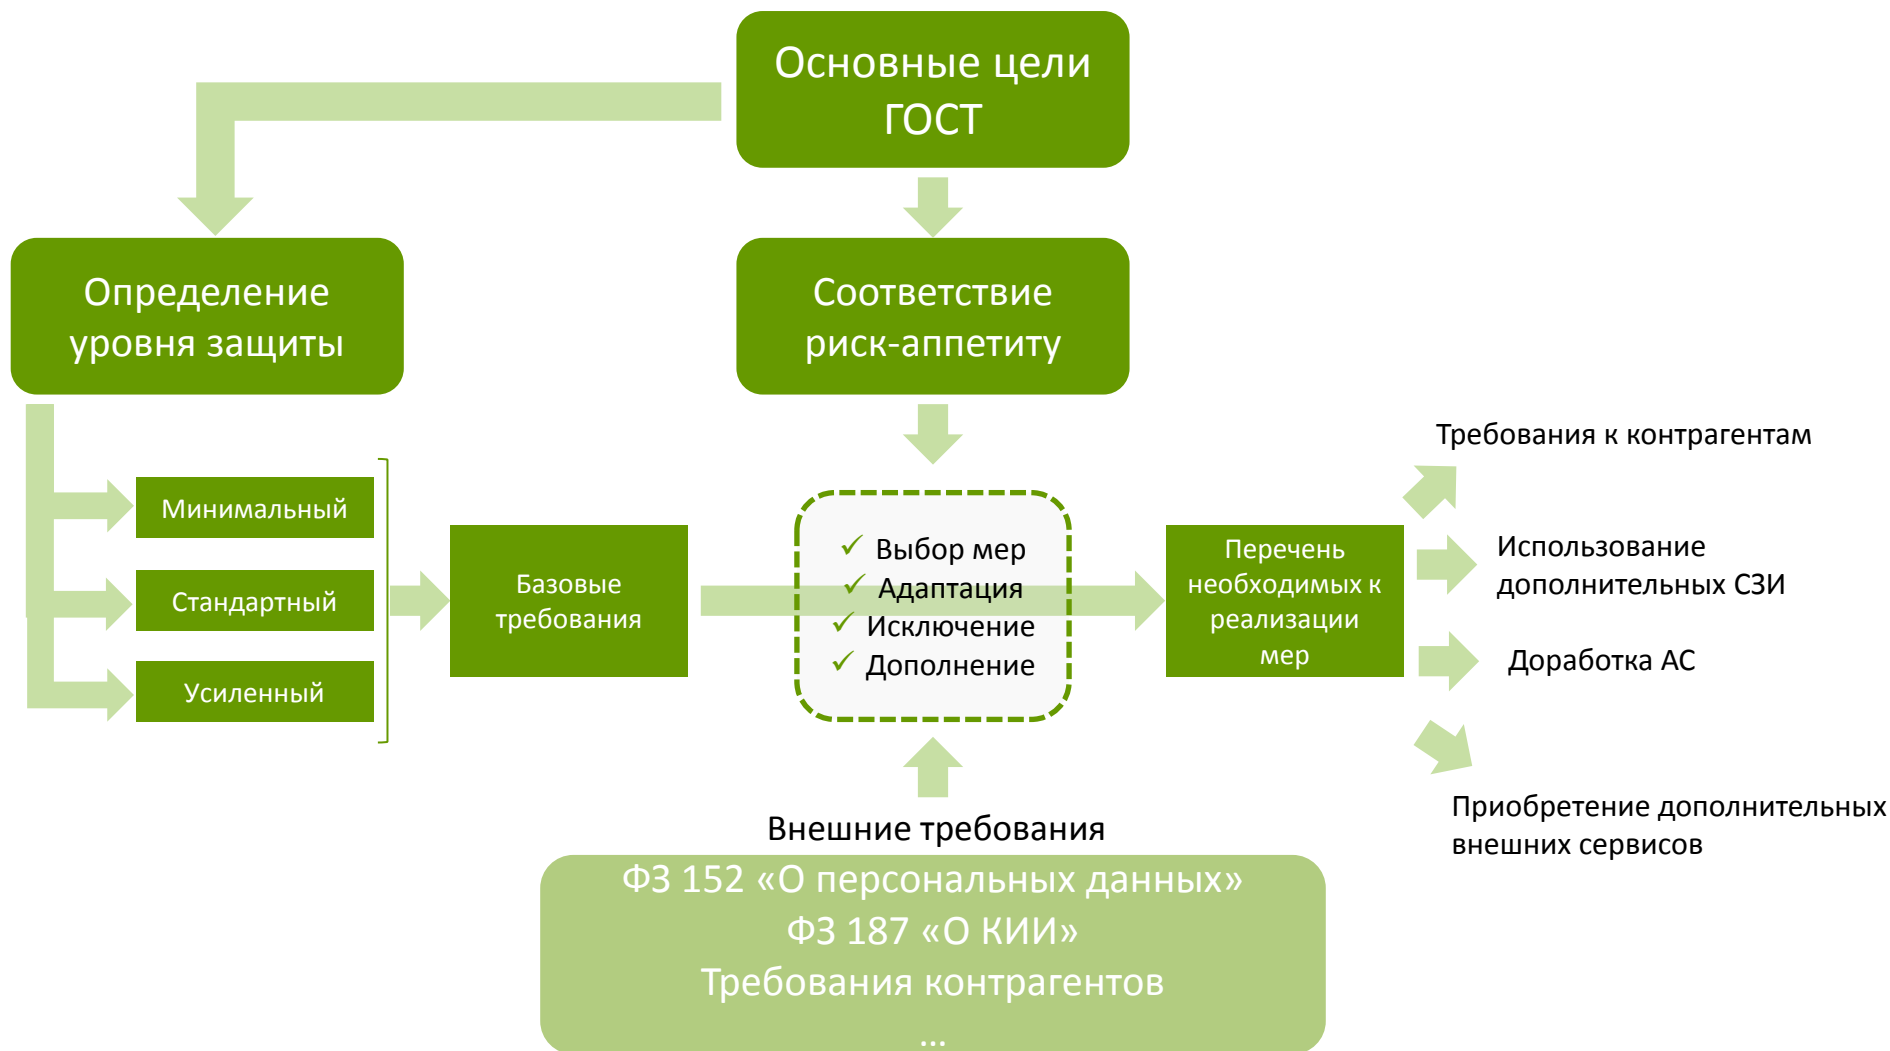 Основные цели
ГОСТ
Определение
уровня защиты
Соответствие
риск-аппетиту
Минимальный
Стандартный
Усиленный
Базовые
требования
Выбор мер
Адаптация
Исключение
Дополнение
Перечень
необходимых к
реализации
мер
Требования к контрагентам
Использование
дополнительных СЗИ
Доработка АС
Приобретение дополнительных
внешних сервисов
Внешние требования
ФЗ 152 «О персональных данных»
ФЗ 187 «О КИИ»
Требования контрагентов
...